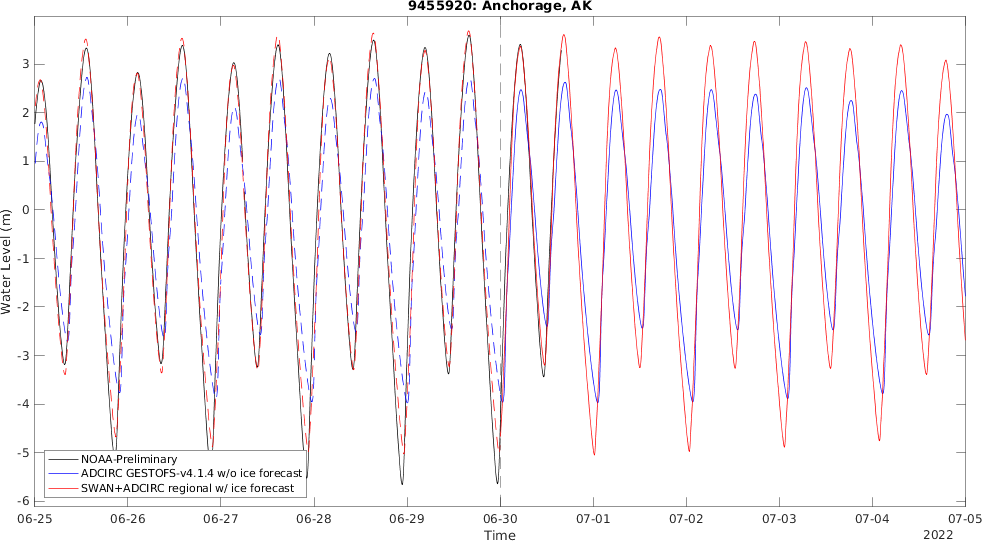 9455920: Anchorage, AK
Water Level (m)
3
2
1
0
-1
-2
-3
-4
-5
-6
NOAA-Preliminary
ADCIRC GESTOFS-v4.1.4 w/o ice forecast
SWAN+ADCIRC regional w/ ice forecast
06-25 06-26 06-27 06-28 06-29 06-30 07-01 07-02 07-03 07-04 07-05
Time
2022